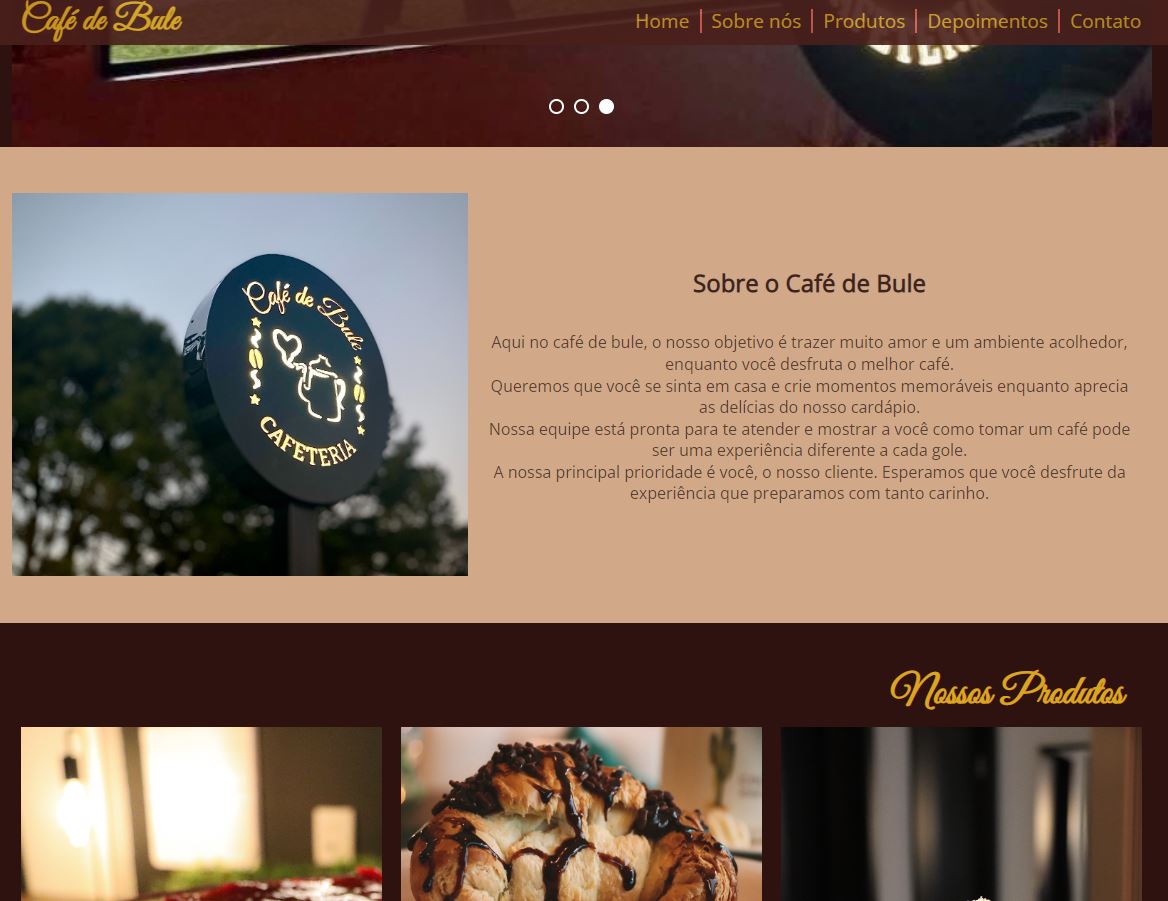 Café de Bule
Home
Sobre nós
Produtos
Depoimentos
Contato
Café de Bule
CAFETERIA
Sobre o Café de Bule
Aqui no café de bule, o nosso objetivo é trazer muito amor e um ambiente acolhedor,
enquanto você desfruta o melhor café.
Queremos que você se sinta em casa e crie momentos memoráveis enquanto aprecia
as delícias do nosso cardápio.
Nossa equipe está pronta para te atender e mostrar a você como tomar um café pode
ser uma experiência diferente a cada gole.
A nossa principal prioridade é você, o nosso cliente. Esperamos que você desfrute da
experiência que preparamos com tanto carinho.
Nossos Produtos